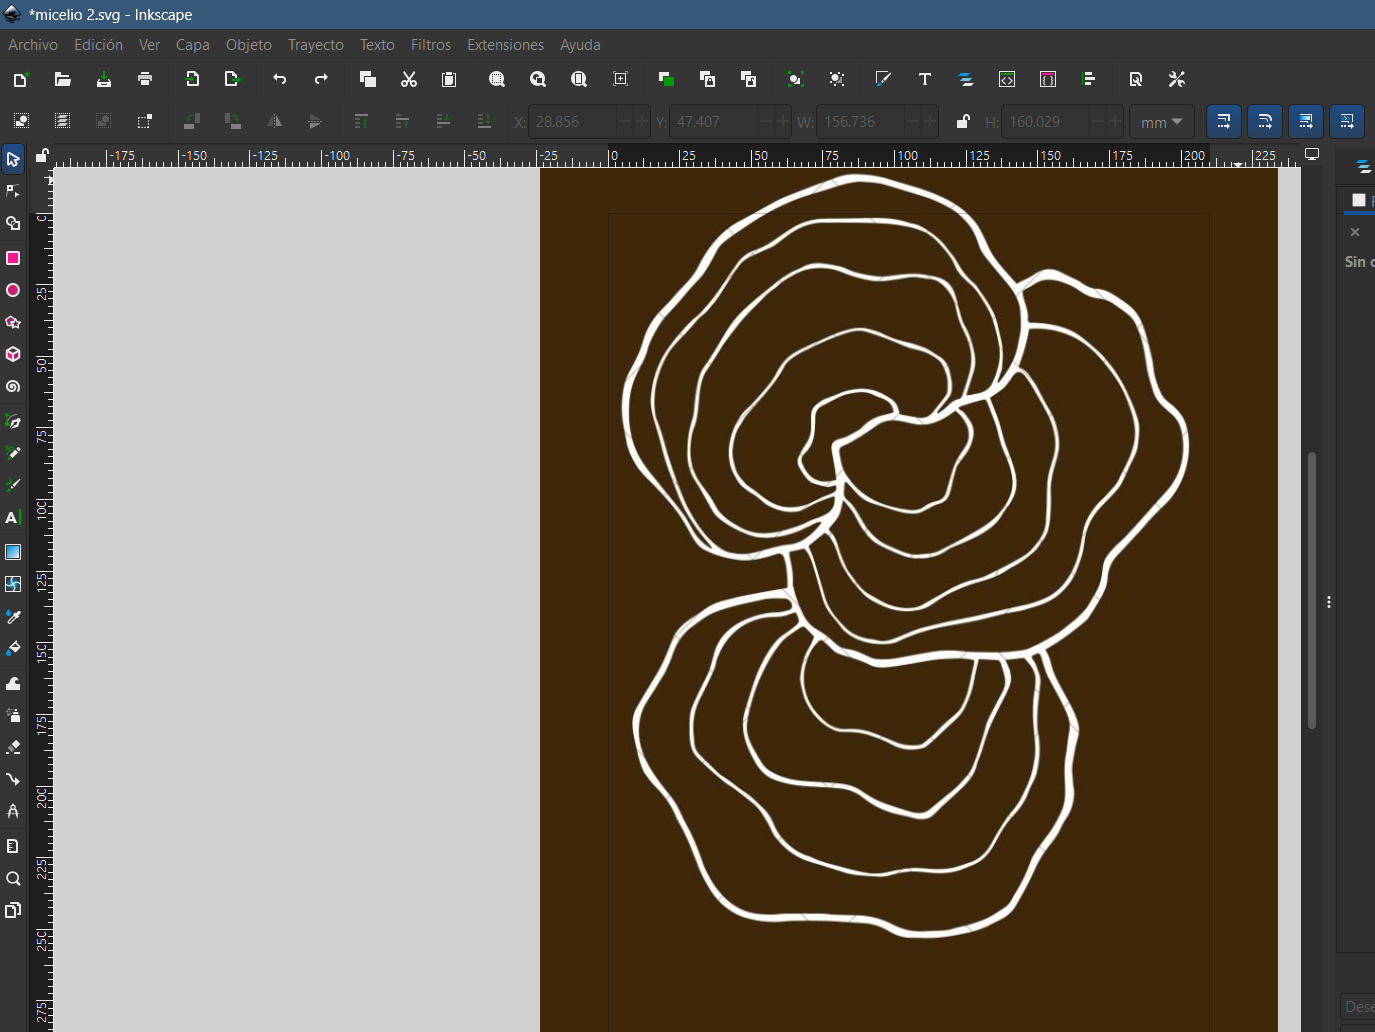 *micelio 2.svg - Inkscape
Archivo Edición Ver Capa Objeto Trayecto Texto Filtros Extensiones Ayuda
X: 28.856 Y: 47.407 W: 156.736 H: 160.029 mm
-175 -150 -125 -100 -75 -50 -25 0 25 50 75 100 125 150 175 200 225
0
25
50
75
100
125
150
175
200
225
250
275
Sin
Dese